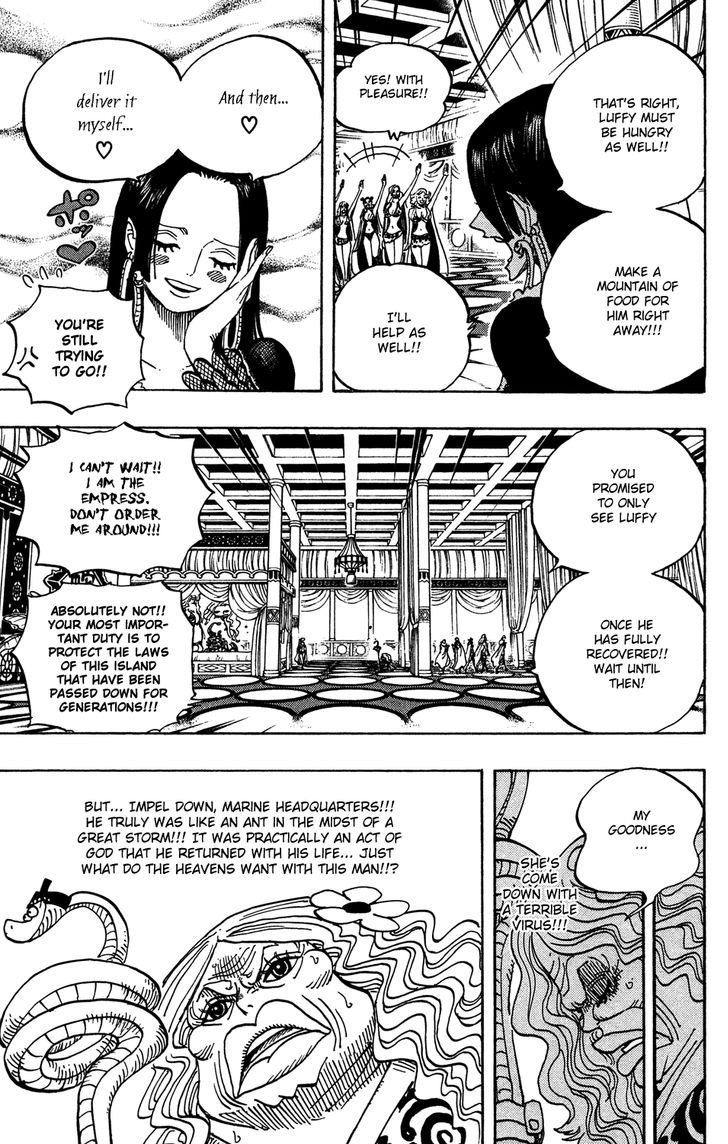 THAT'S RIGHT,
LUFFY MUST
BE HUNGRY
AS WELL!!
YES! WITH
PLEASURE!!
MAKE A
MOUNTAIN OF
FOOD FOR
HIM RIGHT
AWAY!!!
I'LL
HELP AS
WELL!!
And then...
♡
I'll
deliver it
myself...
♡
ポッ
YOU'RE
STILL
TRYING
TO GO!!
YOU
PROMISED
TO ONLY
SEE LUFFY
ONCE HE
HAS FULLY
RECOVERED!!
WAIT UNTIL
THEN!
I CAN'T WAIT!!
I AM THE
EMPRESS.
DON'T ORDER
ME AROUND!!!
ABSOLUTELY NOT!!
YOUR MOST IMPOR-
TANT DUTY IS TO
PROTECT THE LAWS
OF THIS ISLAND
THAT HAVE BEEN
PASSED DOWN FOR
GENERATIONS!!!
MY
GOODNESS
...
SHE'S
COME
DOWN WITH
A TERRIBLE
VIRUS!!!
BUT... IMPEL DOWN, MARINE HEADQUARTERS!!!
HE TRULY WAS LIKE AN ANT IN THE MIDST OF A
GREAT STORM!!! IT WAS PRACTICALLY AN ACT OF
GOD THAT HE RETURNED WITH HIS LIFE... JUST
WHAT DO THE HEAVENS WANT WITH THIS MAN!!?